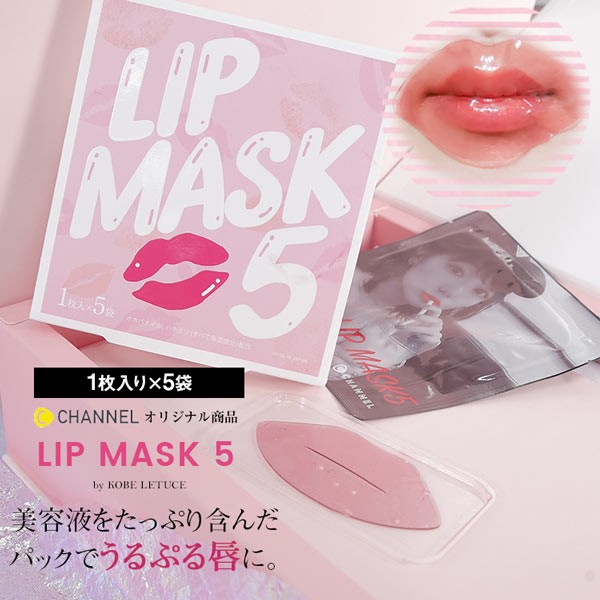 LIP
MASK
5
1枚入×5袋
MADE IN JAPAN
LIP MASK5
CHANNEL
1枚入り×5袋
CHANNEL オリジナル商品
LIP MASK 5
by KOBE LETUCE
美容液をたっぷり含んだ
パックでうるぷる唇に。